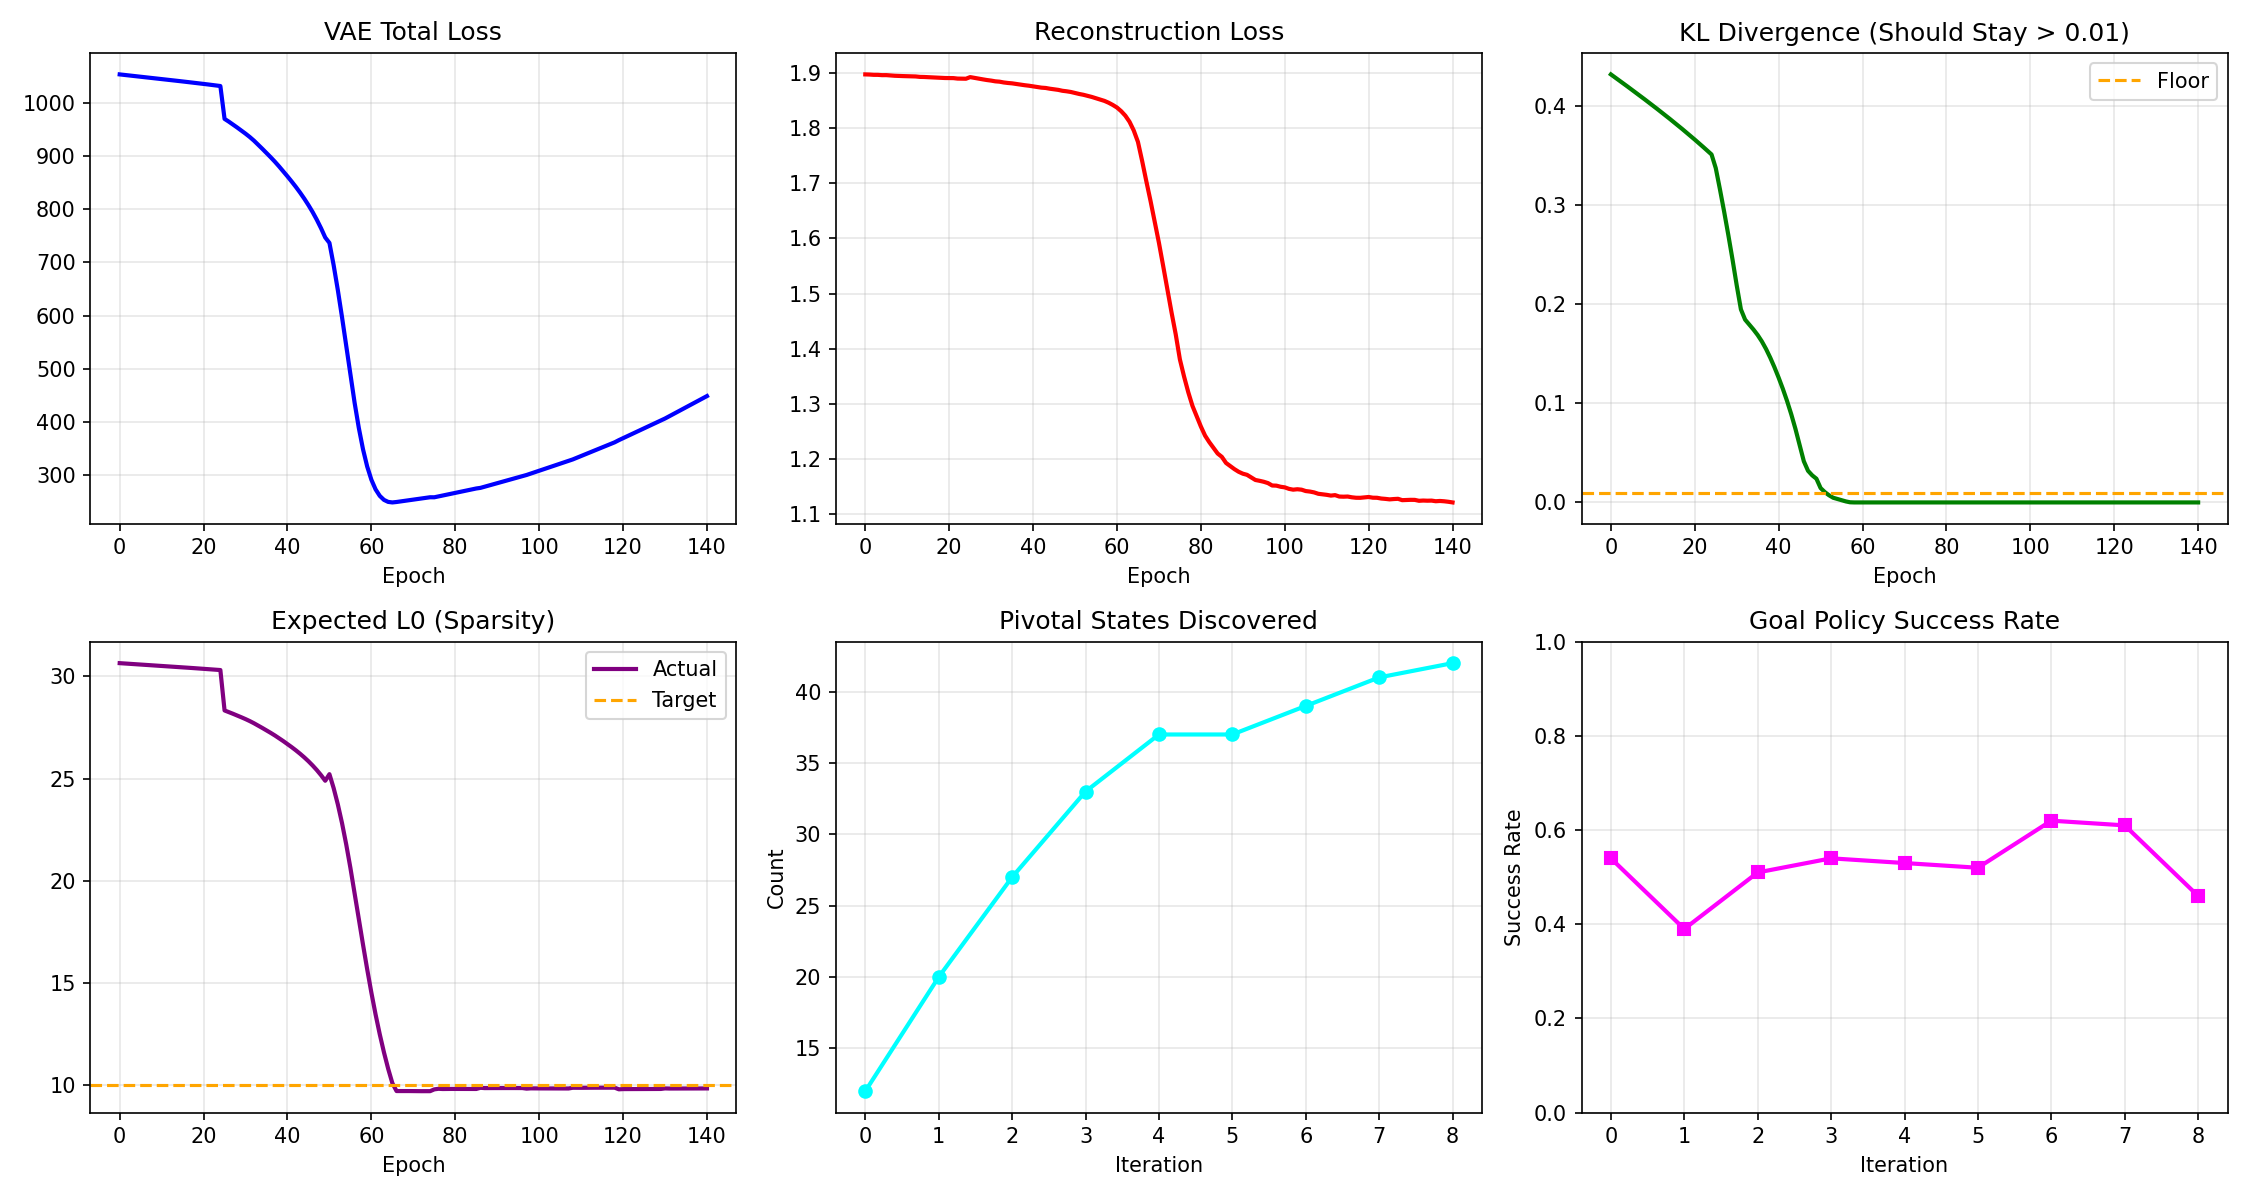 VAE Total Loss
1000
900
800
700
600
500
400
300
0 20 40 60 80 100 120 140
Epoch
Reconstruction Loss
1.9
1.8
1.7
1.6
1.5
1.4
1.3
1.2
1.1
0 20 40 60 80 100 120 140
Epoch
KL Divergence (Should Stay > 0.01)
Floor
0.4
0.3
0.2
0.1
0.0
0 20 40 60 80 100 120 140
Epoch
Expected L0 (Sparsity)
Actual
Target
30
25
20
15
10
0 20 40 60 80 100 120 140
Epoch
Pivotal States Discovered
Count
40
35
30
25
20
15
0 1 2 3 4 5 6 7 8
Iteration
Goal Policy Success Rate
Success Rate
1.0
0.8
0.6
0.4
0.2
0.0
0 1 2 3 4 5 6 7 8
Iteration